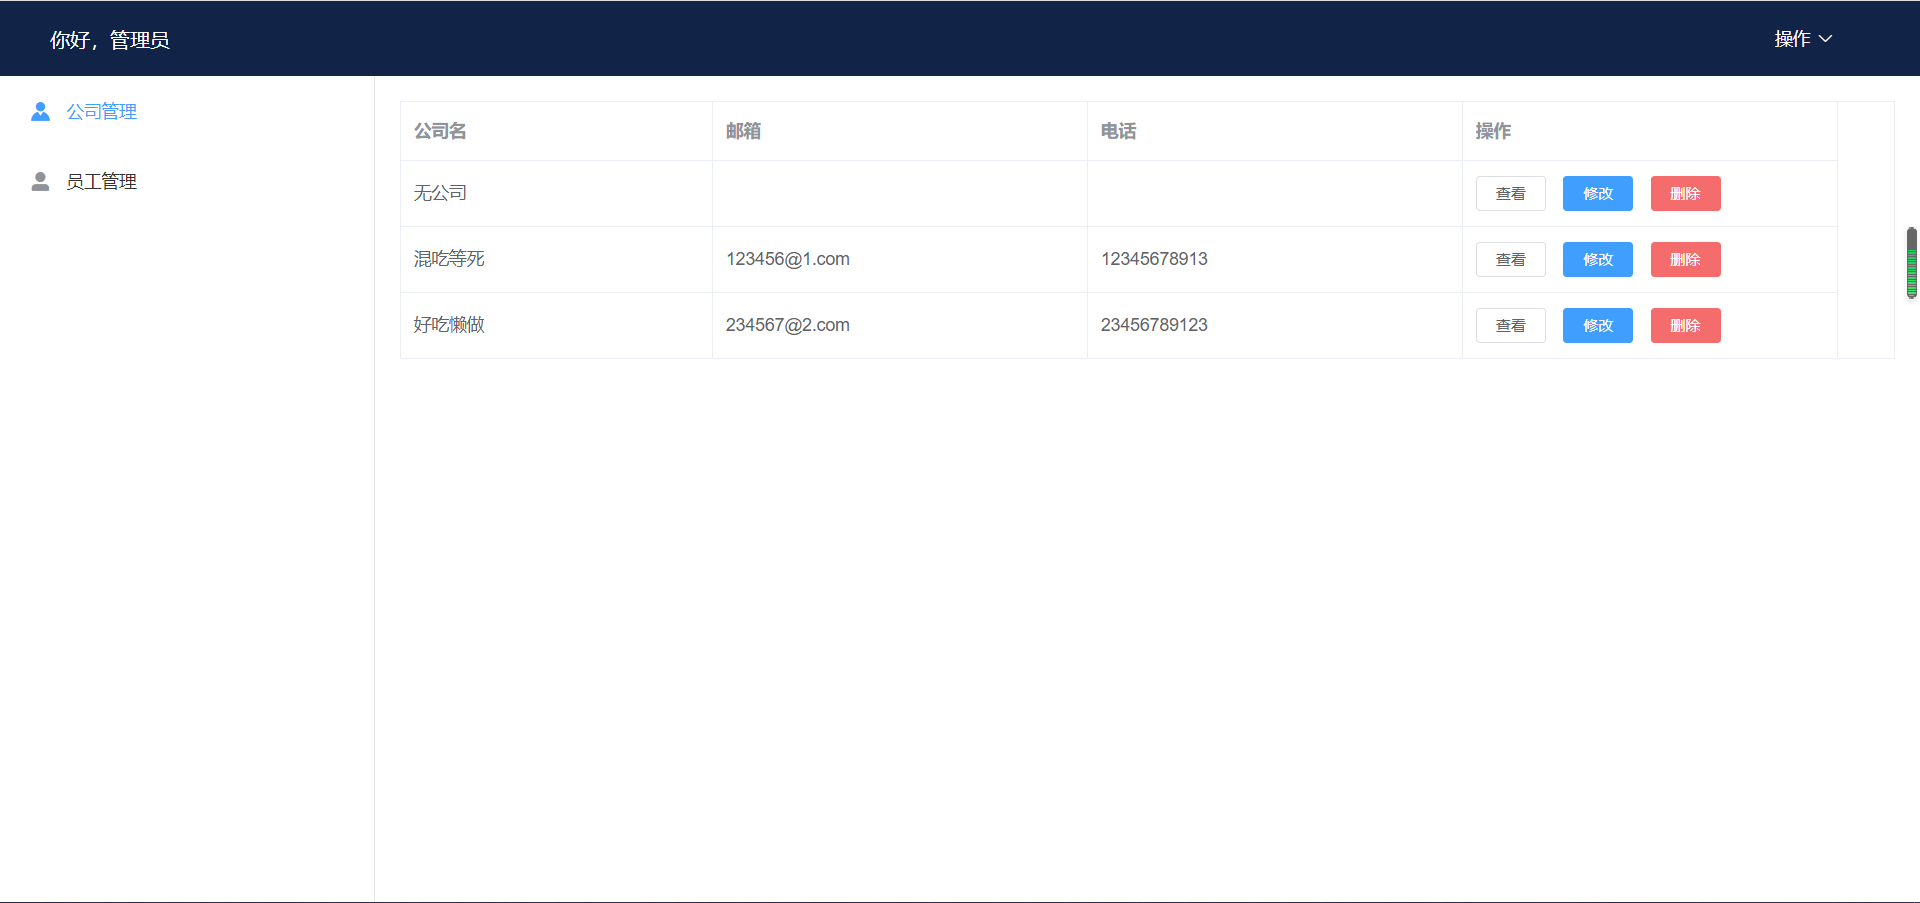 你好，管理员
操作
公司管理
员工管理
公司名 邮箱 电话 操作
无公司 查看 修改 删除
混吃等死 123456@1.com 12345678913 查看 修改 删除
好吃懒做 234567@2.com 23456789123 查看 修改 删除